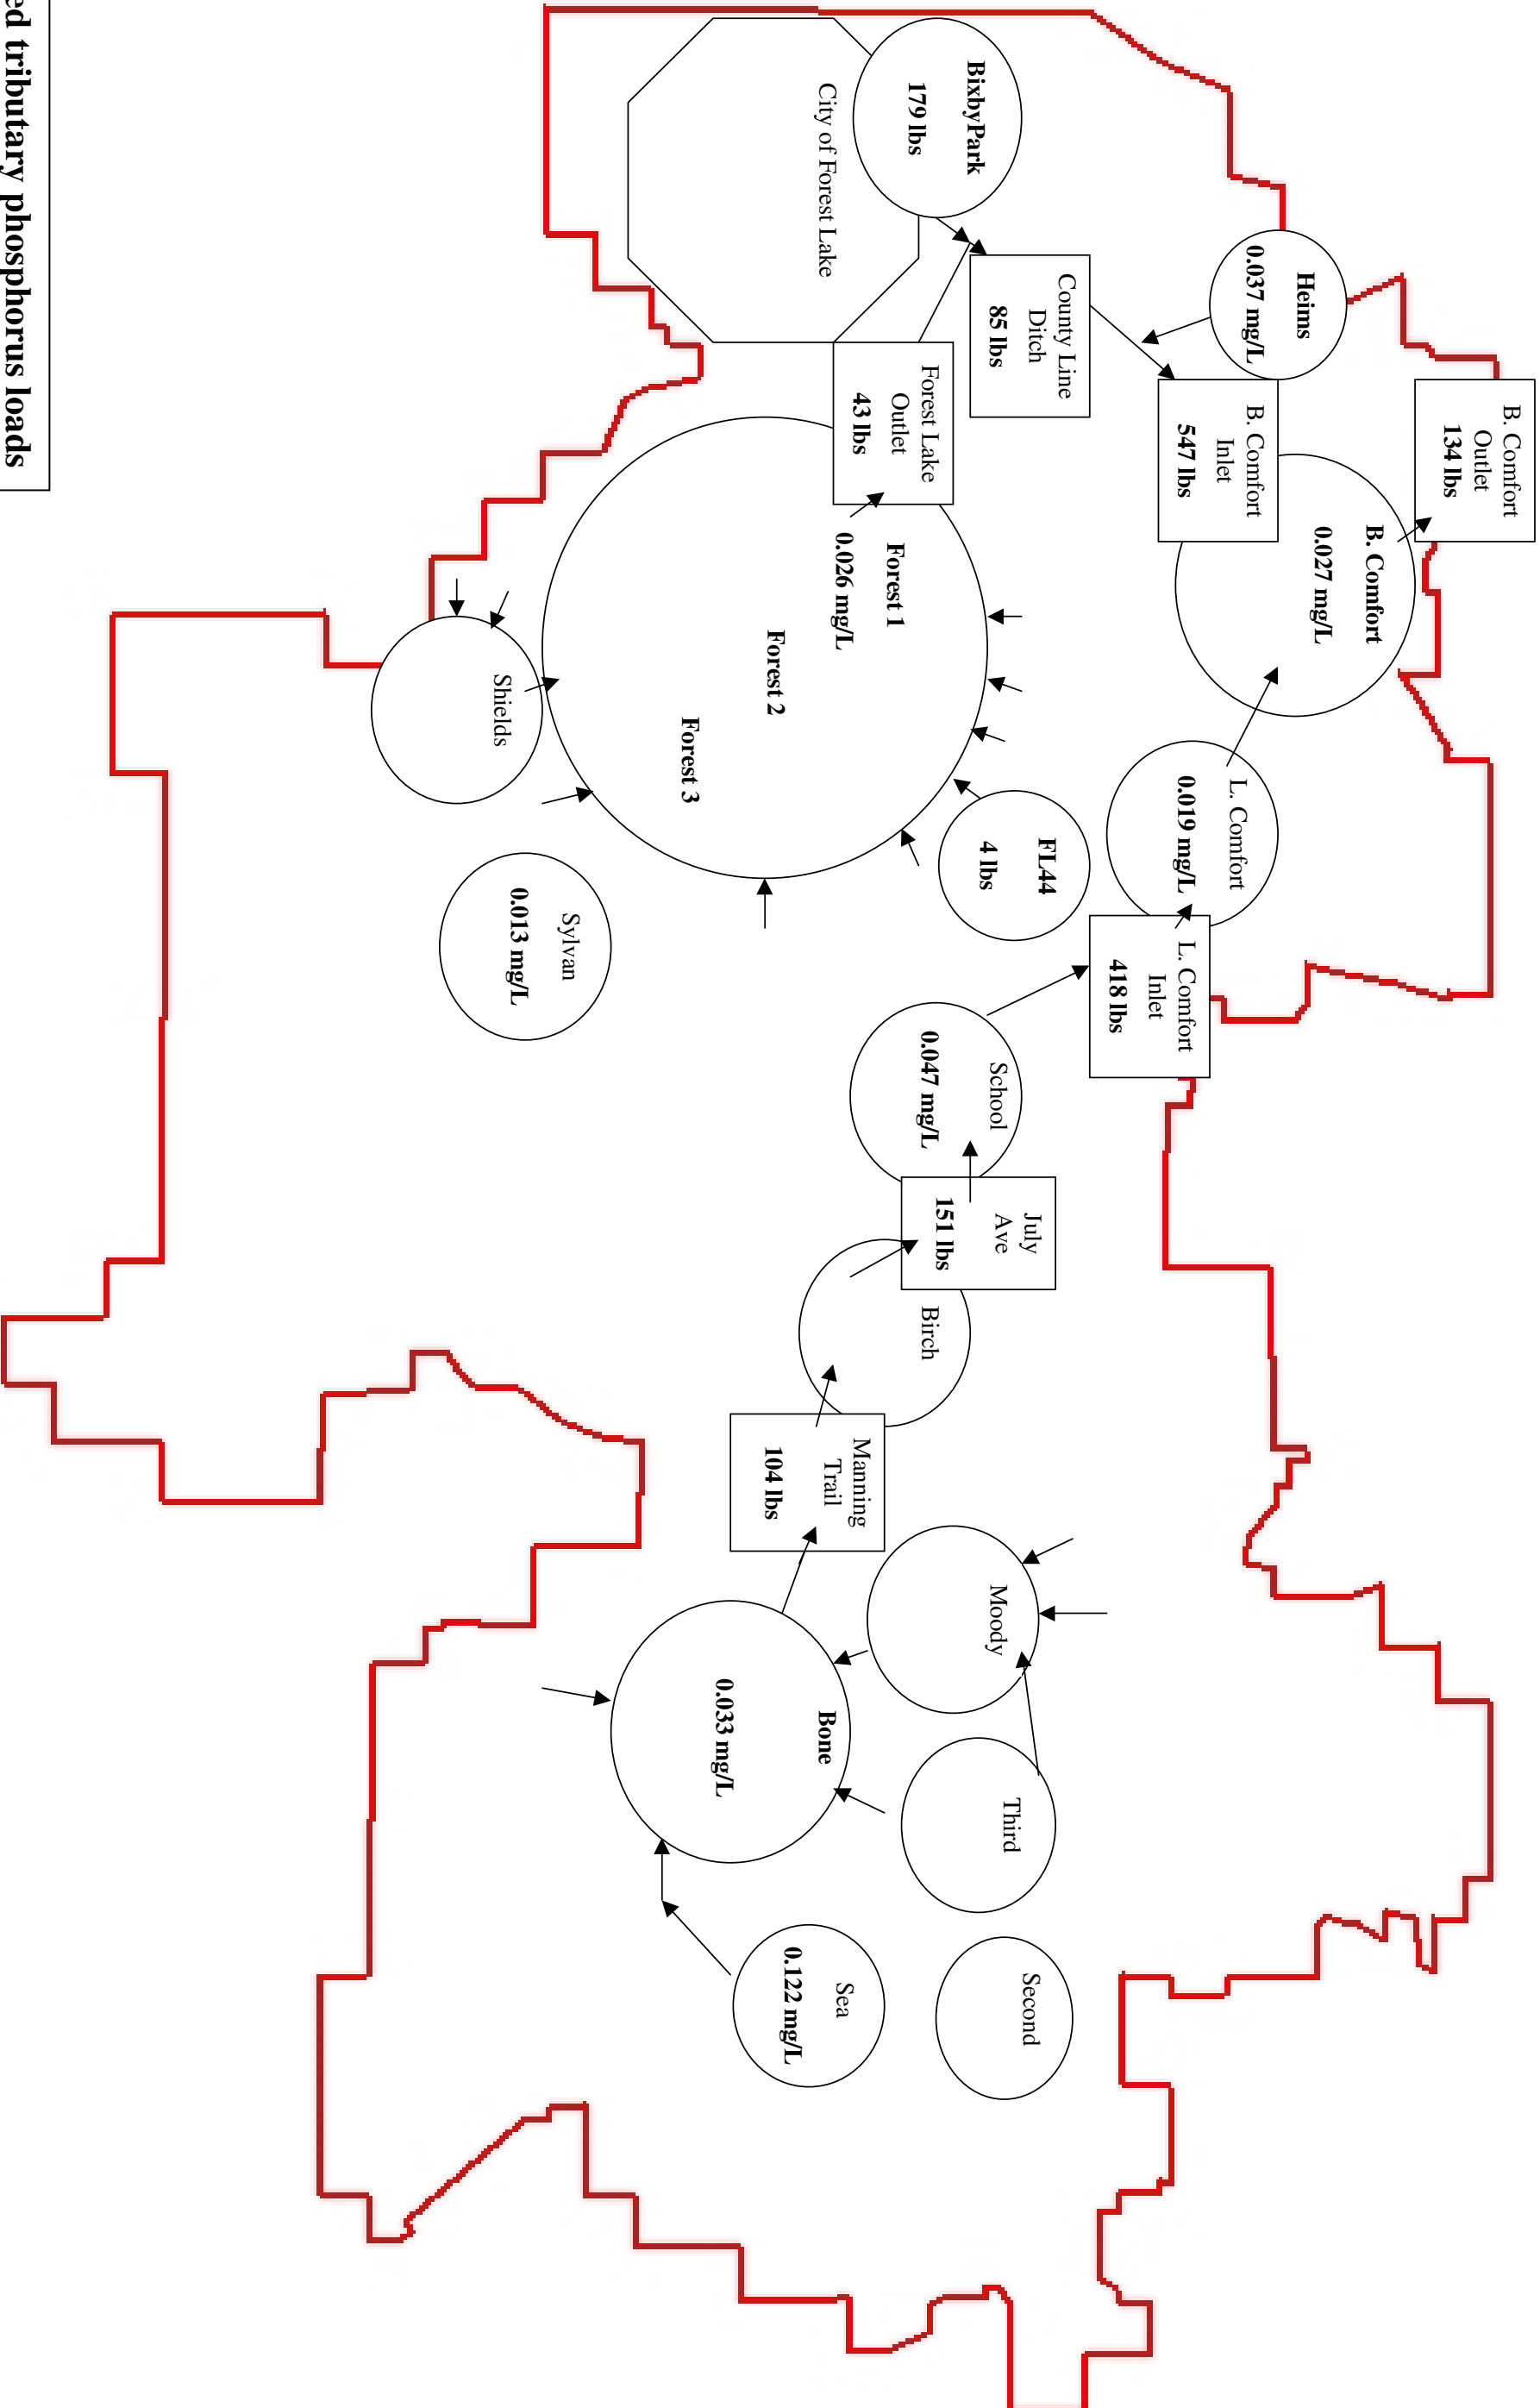 ed tributary phosphorus loads
B. Comfort
Outlet
134 lbs
B. Comfort
0.027 mg/L
Heims
0.037 mg/L
B. Comfort
Inlet
547 lbs
L. Comfort
0.019 mg/L
L. Comfort
Inlet
418 lbs
County Line
Ditch
85 lbs
BixbyPark
179 lbs
City of Forest Lake
Forest Lake
Outlet
43 lbs
Forest 1
0.026 mg/L
Forest 2
Forest 3
FL44
4 lbs
Shields
Sylvan
0.013 mg/L
School
0.047 mg/L
July
Ave
151 lbs
Birch
Manning
Trail
104 lbs
Moody
Bone
0.033 mg/L
Third
Second
Sea
0.122 mg/L